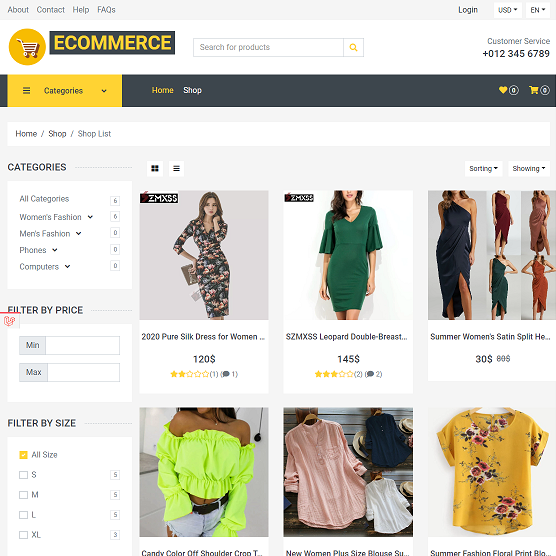 About Contact Help FAQs Login USD EN
ECOMMERCE
Search for products
Customer Service
+012 345 6789
Categories Home Shop 0 0
Home / Shop / Shop List
CATEGORIES
Sorting Showing
All Categories 6
Women's Fashion 6
Men's Fashion 0
Phones 0
Computers 0
FILTER BY PRICE
Min
Max
FILTER BY SIZE
All Size
S 5
M 5
L 5
XL 3
SZMXSS
2020 Pure Silk Dress for Women ...
120$
(1) ( 1)
SZMXSS
SZMXSS Leopard Double-Breast...
145$
(2) ( 2)
Summer Women's Satin Split He...
30$ 80$
Candy Color Off Shoulder Crop T...
New Women Plus Size Blouse Su...
Summer Fashion Floral Print Blo...